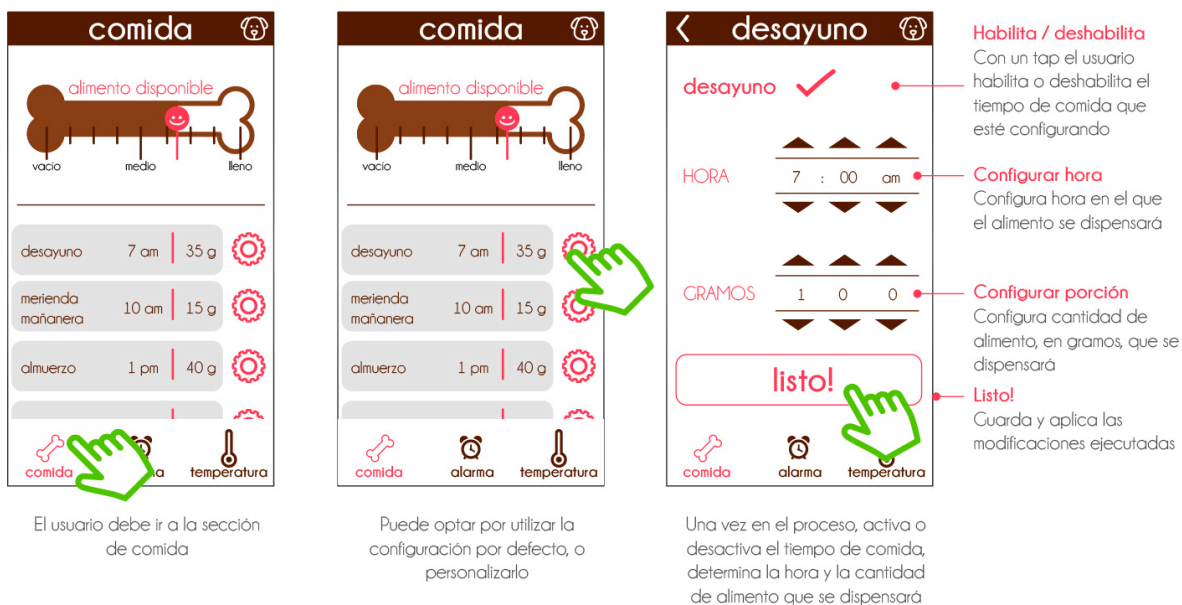 comida
alimento disponible
vacío medio lleno
desayuno 7 am 35 g
merienda
mañanera
10 am 15 g
almuerzo 1 pm 40 g
comida temperatura
El usuario debe ir a la sección
de comida
comida
alimento disponible
vacío medio lleno
desayuno 7 am 35 g
merienda
mañanera
10 am 15 g
almuerzo 1 pm 40 g
comida alarma temperatura
Puede optar por utilizar la
configuración por defecto, o
personalizarlo
desayuno
desayuno
HORA 7 : 00 am
GRAMOS 1 0 0
listo!
comida alarma temperatura
Una vez en el proceso, activa o
desactiva el tiempo de comida,
determina la hora y la cantidad
de alimento que se dispensará
Habilita / deshabilita
Con un tap el usuario
habilita o deshabilita el
tiempo de comida que
esté configurando
Configurar hora
Configura hora en el que
el alimento se dispensará
Configurar porción
Configura cantidad de
alimento, en gramos, que se
dispensará
Listo!
Guarda y aplica las
modificaciones ejecutadas